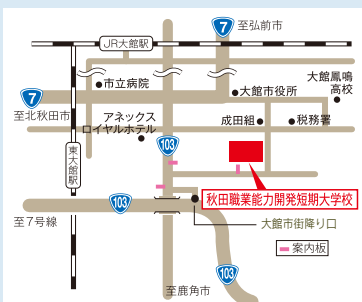 7
至弘前市
JR大館駅
大館鳳鳴
高校
市立病院
大館市役所
7
至北秋田市
アネックス
ロイヤルホテル
成田組
税務署
103
東大館駅
秋田職業能力開発短期大学校
103
至7号線
大館市街降り口
案内板
103
至鹿角市